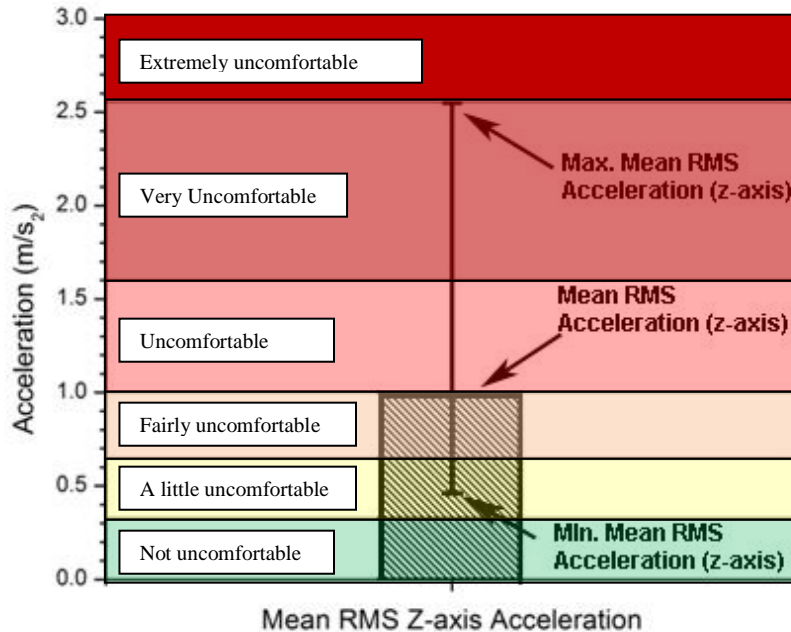 3.0
Extremely uncomfortable
2.5
Max. Mean RMS
Acceleration (z-axis)
Very Uncomfortable
2.0
Acceleration (m/s₂)
Mean RMS
Acceleration (z-axis)
1.5
Uncomfortable
1.0
Fairly uncomfortable
A little uncomfortable
0.5
MIn. Mean RMS
Acceleration (z-axis)
Not uncomfortable
0.0
Mean RMS Z-axis Acceleration